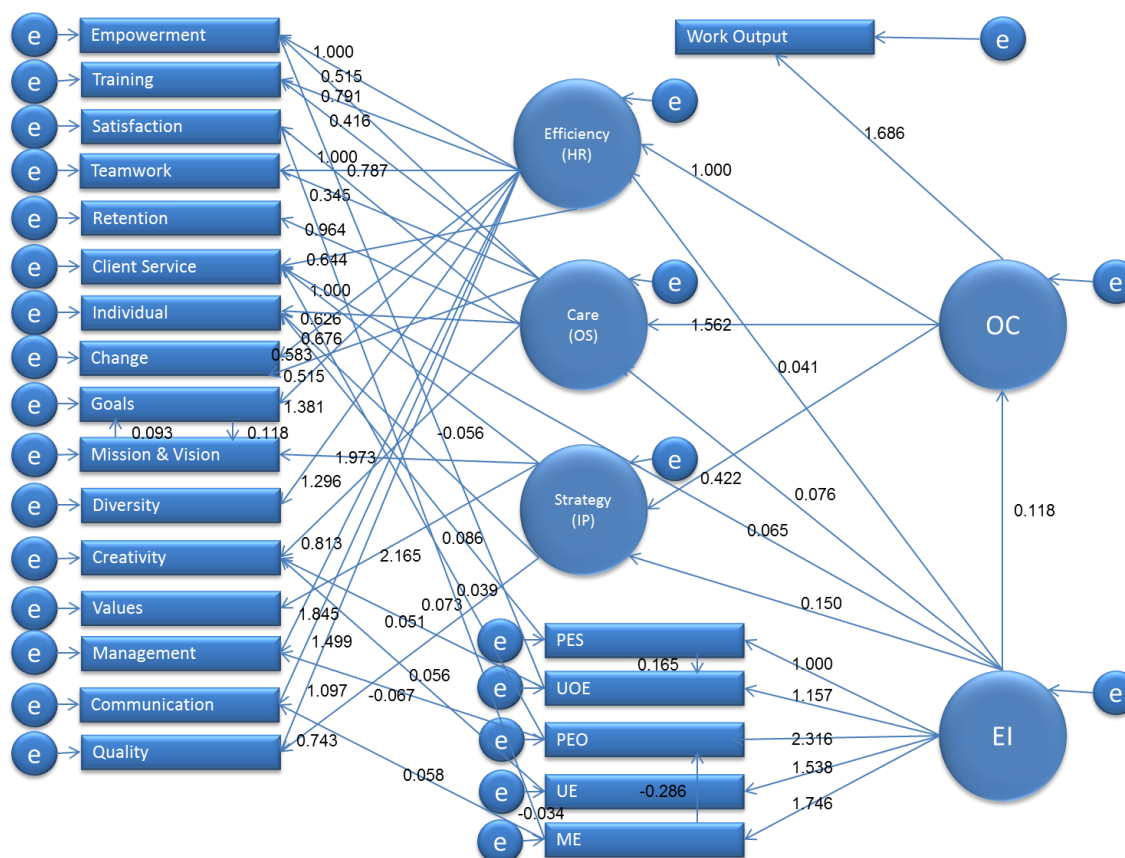 e
Empowerment
Work Output
e
1.000
e
Training
0.515
0.791
e
Efficiency
(HR)
e
Satisfaction
0.416
1.686
e
Teamwork
1.000
0.787
1.000
0.345
e
Retention
0.964
e
Client Service
0.644
e
e
OC
e
1.000
e
Individual
0.626
Care
(OS)
1.562
0.676
e
Change
0.583
0.041
0.515
e
Goals
1.381
0.093
0.118
-0.056
e
Mission & Vision
1.973
e
1.296
0.422
0.076
e
Diversity
Strategy
(IP)
0.065
0.118
0.813
0.086
e
Creativity
2.165
0.039
0.073
0.150
e
Values
1.845
0.051
e
Management
1.499
e
PES
0.165
1.000
0.056
-0.067
e
UOE
1.157
e
e
Communication
1.097
e
PEO
2.316
EI
e
Quality
0.743
1.538
0.058
e
UE
-0.286
1.746
-0.034
e
ME